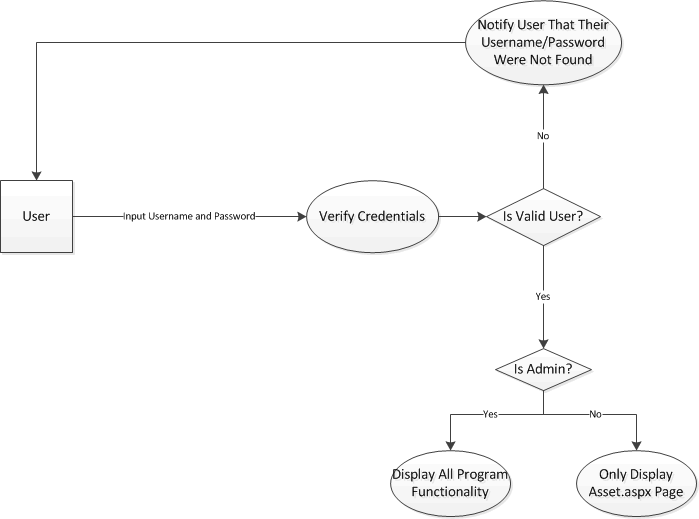 Notify User That Their
Username/Password
Were Not Found
No
User
Input Username and Password
Verify Credentials
Is Valid User?
Yes
Is Admin?
Yes
No
Display All Program
Functionality
Only Display
Asset.aspx Page